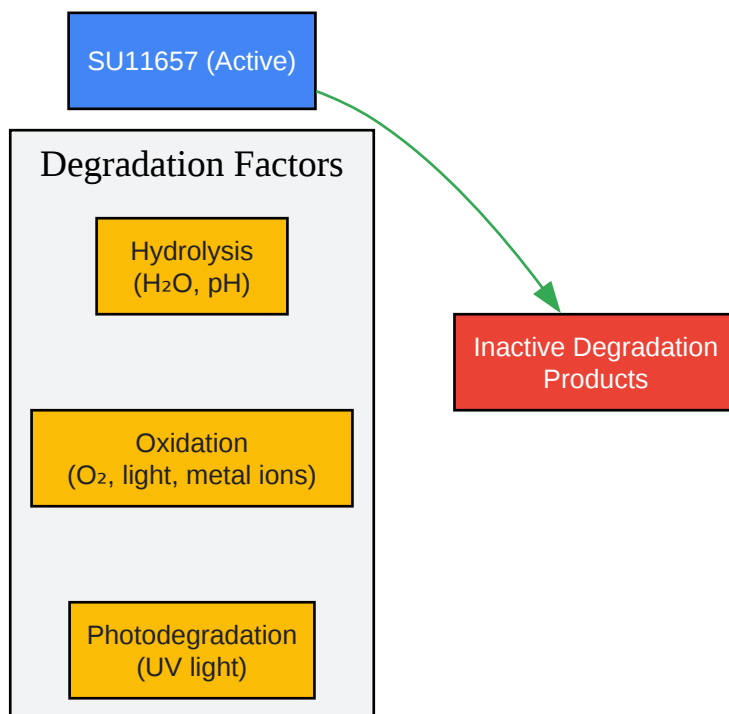 SU11657 (Active)
Degradation Factors
Hydrolysis
(H₂O, pH)
Inactive Degradation
Products
Oxidation
(O₂, light, metal ions)
Photodegradation
(UV light)